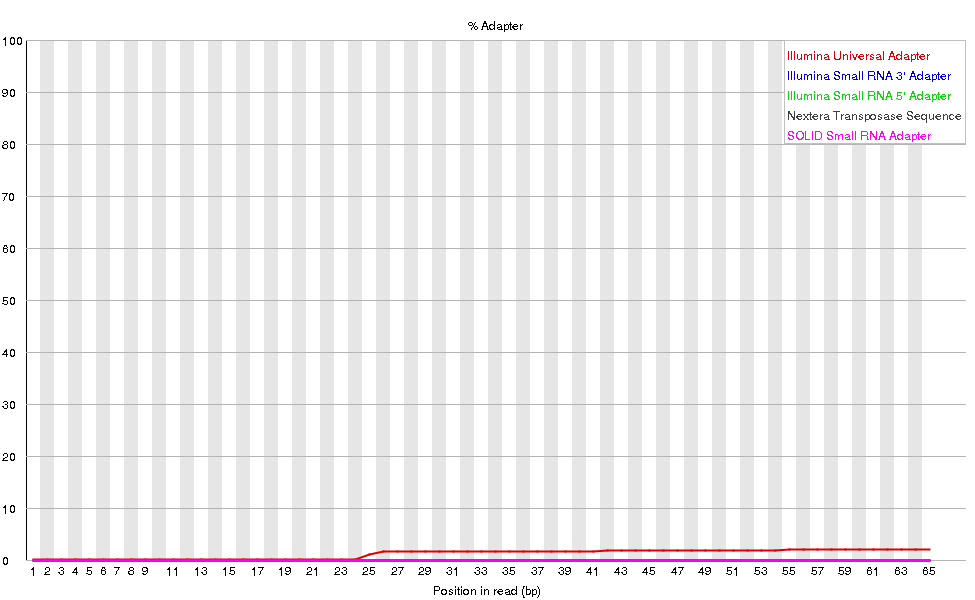 % Adapter
100
90
80
70
60
50
40
30
20
10
0
Illumina Universal Adapter
Illumina Small RNA 3' Adapter
Illumina Small RNA 5' Adapter
Nextera Transposase Sequence
SOLID Small RNA Adapter
1 2 3 4 5 6 7 8 9 11 13 15 17 19 21 23 25 27 29 31 33 35 37 39 41 43 45 47 49 51 53 55 57 59 61 63 65
Position in read (bp)